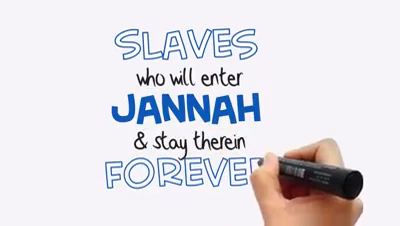 SLAVES
who will enter
JANNAH
& stay therein
FOREVE